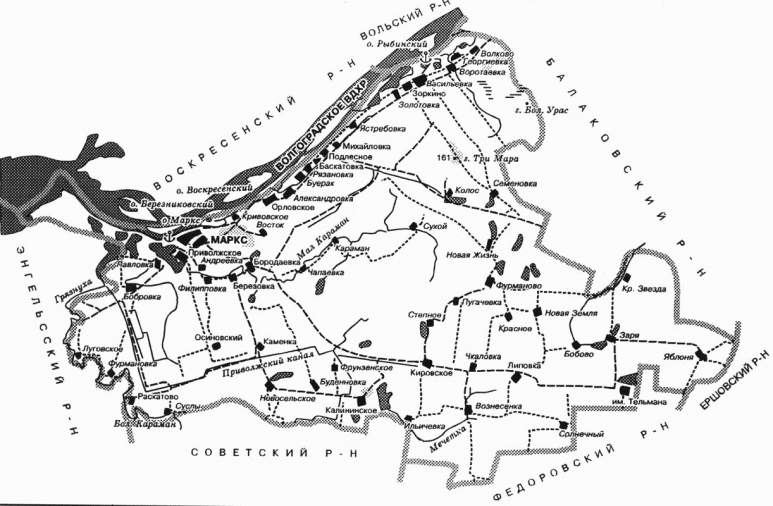 ВОЛЬСКИЙ Р-Н
о. Рыбинский
Волково
Георгиевка
Воротаевка
Васильевка
Зоркино
Золотовка
г. Бол. Урас
БАЛАКОВСКИЙ Р-Н
ВОСКРЕСЕНСКИЙ Р-Н
ВОЛГОГРАДСКОЕ ВДХР
Ястребовка
Михайловка
Подлесное
Баскатовка
Рязановка
Буерак
161
г. Три Мара
Колос
Семеновка
о. Воскресенский
Александровка
Орловское
о. Березниковский
о. Маркс
Кривовское
Восток
МАРКС
Мал Караман
Сухой
Караман
Новая Жизнь
Приволжское
Андреевка
Бородаевка
Чапаевка
Павловка
Филипповка
Березовка
Грязнуха
Бобровка
ЭНГЕЛЬССКИЙ Р-Н
Фурманово
Кр. Звезда
Пугачевка
Степное
Новая Земля
Красное
Осиновский
Каменка
Заря
Бобово
Яблоня
Луговское
Фурмановка
Приволжский канал
Фрунзенское
Кировское
Чкаловка
Липовка
Буденновка
Новосельское
Калининское
Раскатово
Суслы
Бол. Караман
им. Тельмана
ЕРШОВСКИЙ Р-Н
Вознесенка
Ильичевка
Мечетка
Солнечный
СОВЕТСКИЙ Р-Н
ФЕДОРОВСКИЙ Р-Н